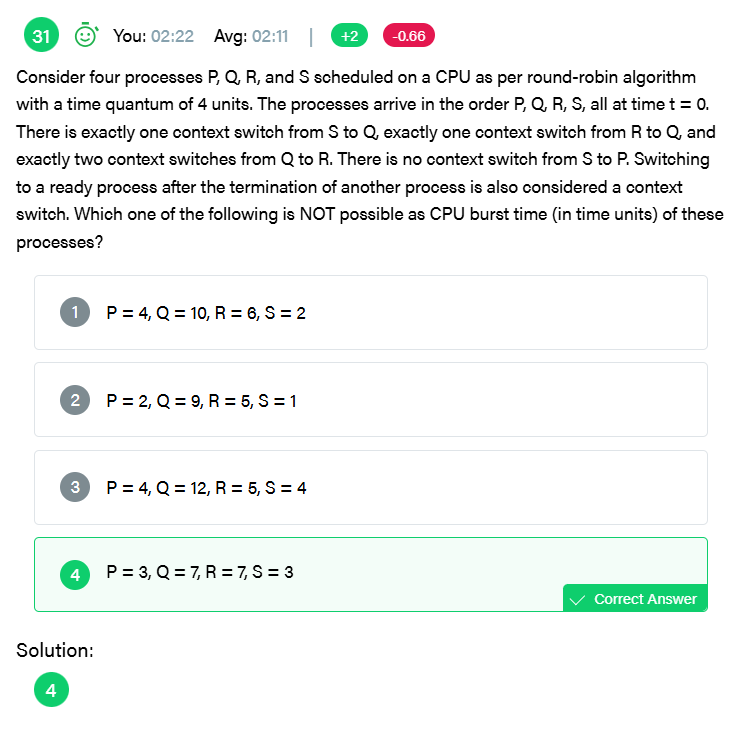 31 You: 02:22 Avg: 02:11 | +2 -0.66
Consider four processes P, Q, R, and S scheduled on a CPU as per round-robin algorithm
with a time quantum of 4 units. The processes arrive in the order P, Q, R, S, all at time t = 0.
There is exactly one context switch from S to Q, exactly one context switch from R to Q, and
exactly two context switches from Q to R. There is no context switch from S to P. Switching
to a ready process after the termination of another process is also considered a context
switch. Which one of the following is NOT possible as CPU burst time (in time units) of these
processes?
1 P = 4, Q = 10, R = 6, S = 2
2 P = 2, Q = 9, R = 5, S = 1
3 P = 4, Q = 12, R = 5, S = 4
4 P = 3, Q = 7, R = 7, S = 3
Correct Answer
Solution:
4